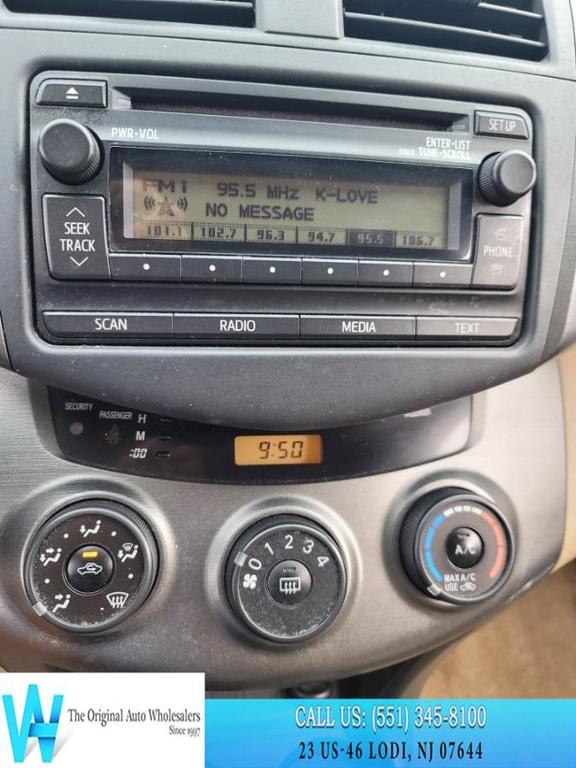 SET UP
PWR·VOL
ENTER·LIST
TUNE·SCROLL
FM1 95.5 MHz K-LOVE
NO MESSAGE
101.1 102.7 96.3 94.7 95.5 106.7
SEEK
TRACK
PHONE
SCAN RADIO MEDIA TEXT
SECURITY PASSENGER H
M
:00
9:50
0 1 2 3 4
A/C
MAX A/C
USE
The Original Auto Wholesalers
Since 1997
CALL US: (551) 345-8100
23 US-46 LODI, NJ 07644